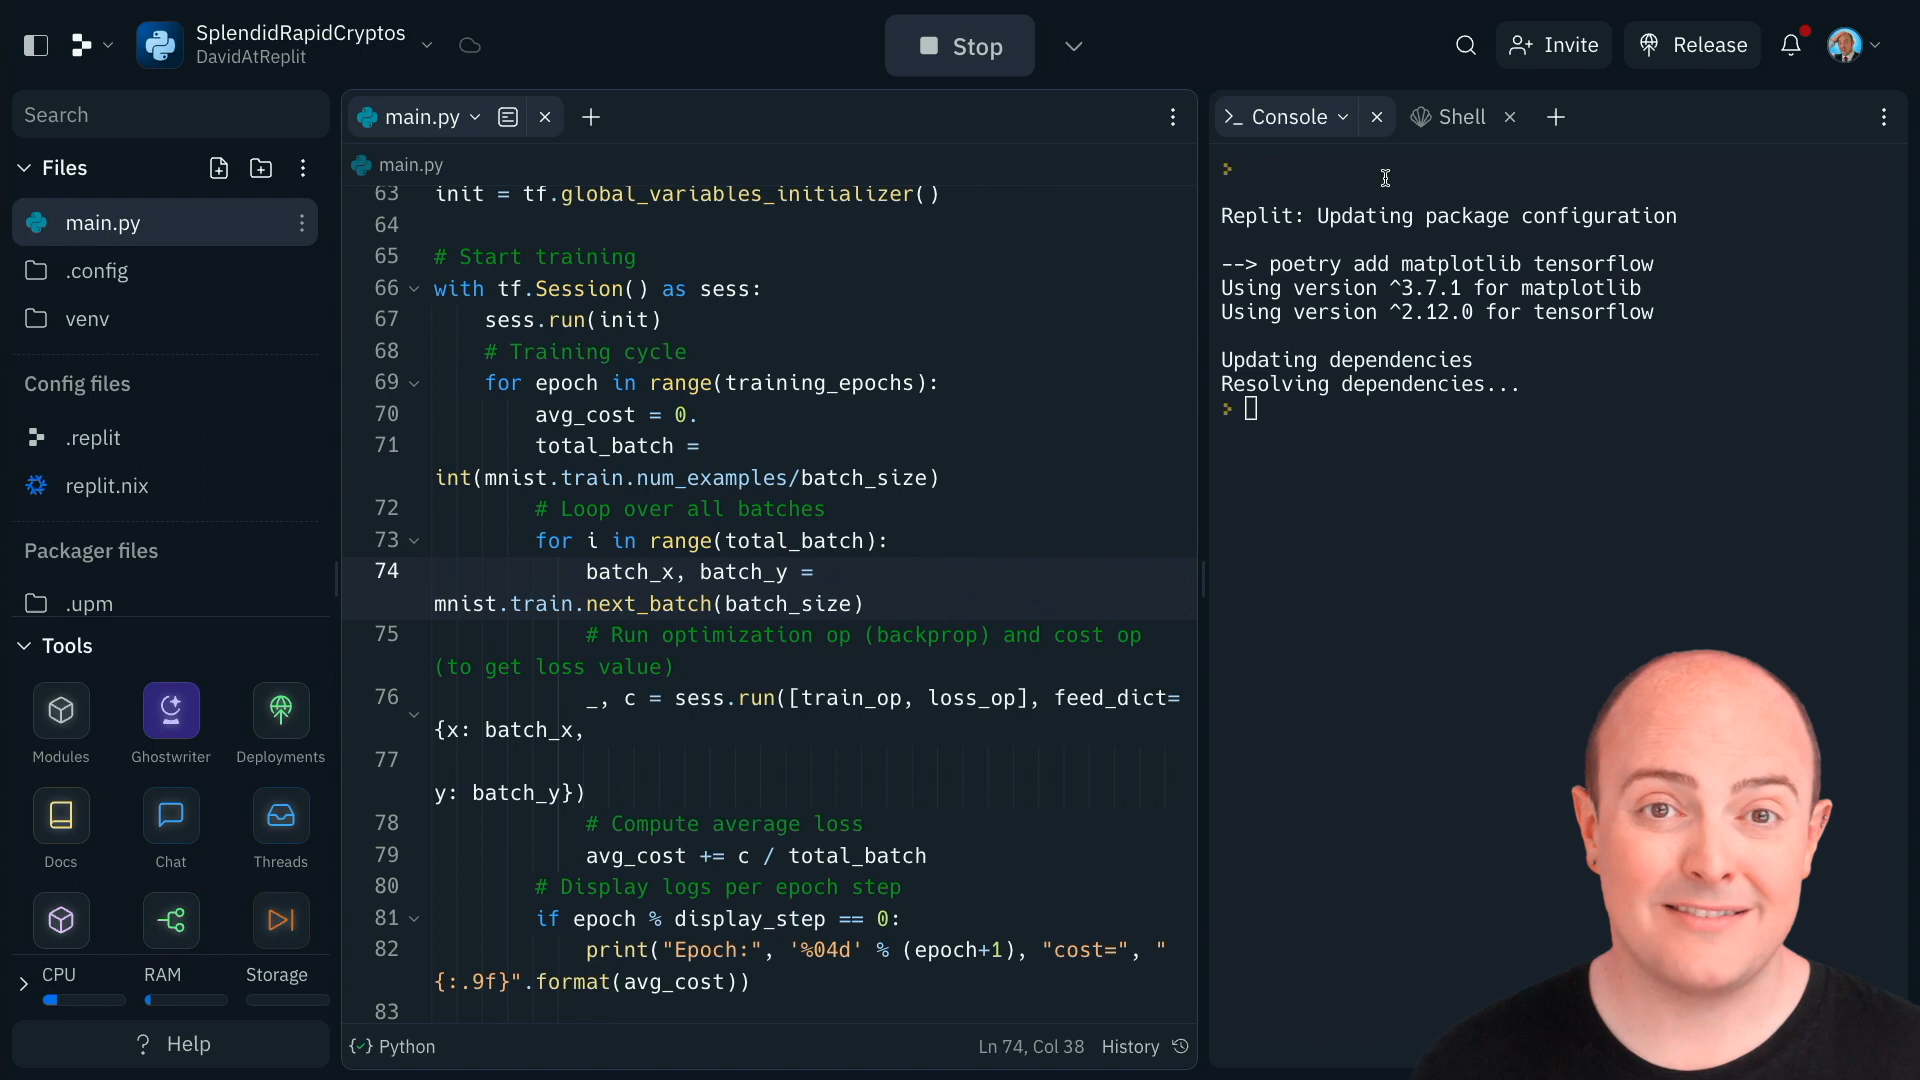 SplendidRapidCryptos
DavidAtReplit
Stop
Invite
Release
Search
Files
main.py
.config
venv
Config files
.replit
replit.nix
Packager files
.upm
Tools
Modules
Ghostwriter
Deployments
Docs
Chat
Threads
CPU
RAM
Storage
? Help
main.py
main.py
63 init = tf.global_variables_initializer()
64
65 # Start training
66 with tf.Session() as sess:
67 sess.run(init)
68 # Training cycle
69 for epoch in range(training_epochs):
70 avg_cost = 0.
71 total_batch =
int(mnist.train.num_examples/batch_size)
72 # Loop over all batches
73 for i in range(total_batch):
74 batch_x, batch_y =
mnist.train.next_batch(batch_size)
75 # Run optimization op (backprop) and cost op
(to get loss value)
76 _, c = sess.run([train_op, loss_op], feed_dict=
{x: batch_x,
77
y: batch_y})
78 # Compute average loss
79 avg_cost += c / total_batch
80 # Display logs per epoch step
81 if epoch % display_step == 0:
82 print("Epoch:", '%04d' % (epoch+1), "cost=", "
{:.9f}".format(avg_cost))
83
Python
Ln 74, Col 38
History
Console
Shell
Replit: Updating package configuration
--> poetry add matplotlib tensorflow
Using version ^3.7.1 for matplotlib
Using version ^2.12.0 for tensorflow
Updating dependencies
Resolving dependencies...